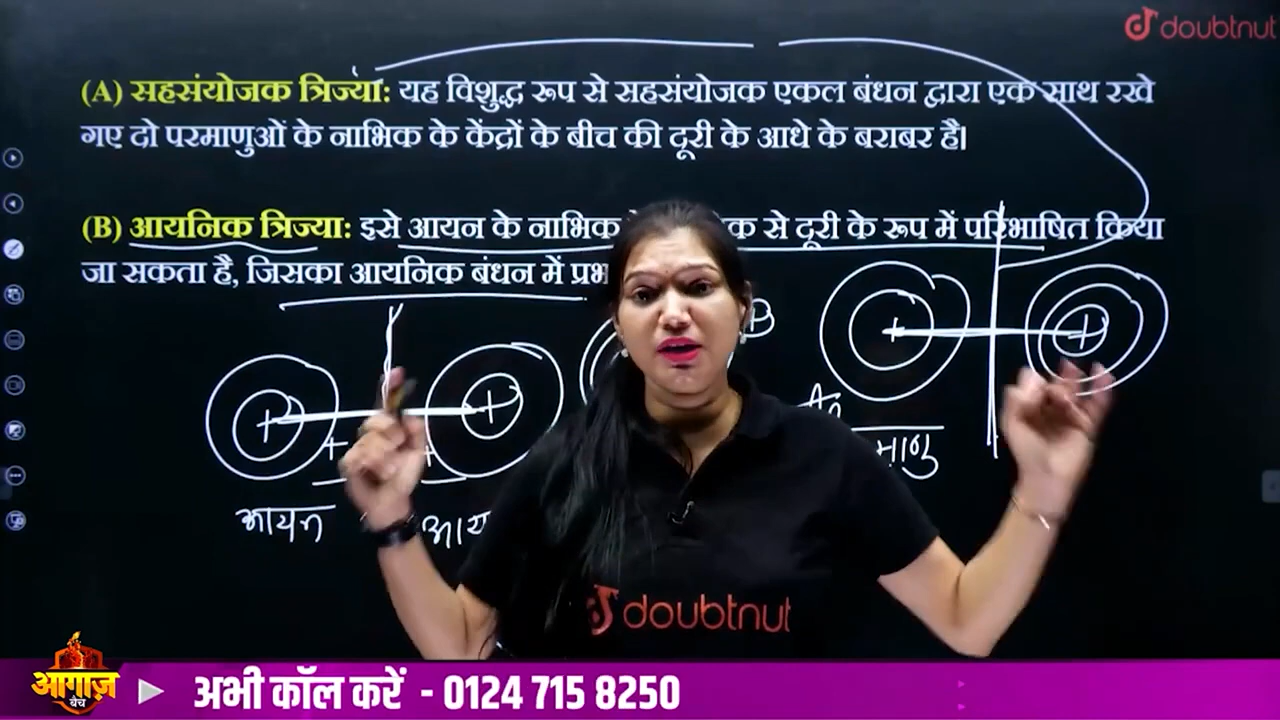 doubtnut
(A) सहसंयोजक त्रिज्या: यह विशुद्ध रूप से सहसंयोजक एकल बंधन द्वारा एक साथ रखे
गए दो परमाणुओं के नाभिक के केंद्रों के बीच की दूरी के आधे के बराबर है।
(B) आयनिक त्रिज्या: इसे आयन के नाभिक से दूरी के रूप में परिभाषित किया
जा सकता है, जिसका आयनिक बंधन में
B
आयन
doubtnut
आगाज़
बैच
अभी कॉल करें - 0124 715 8250